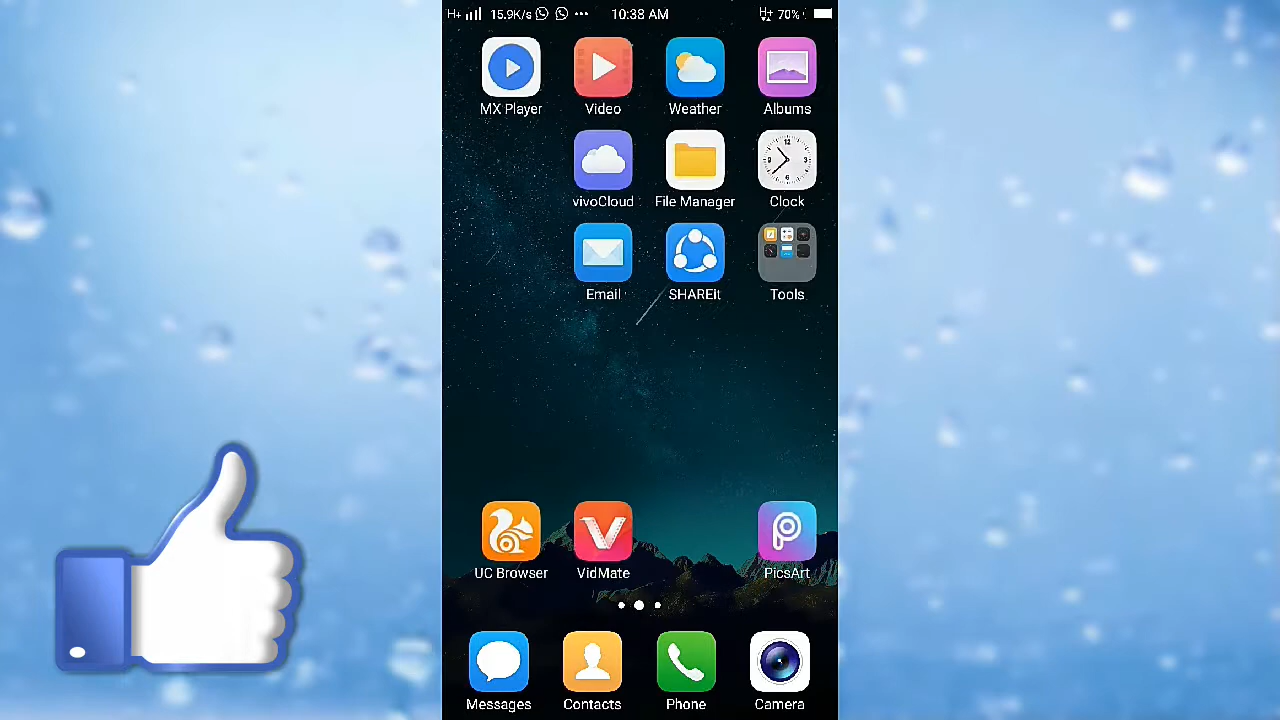 H+ 15.9K/s ... 10:38 AM H+ 70%
MX Player Video Weather Albums
vivoCloud File Manager Clock
Email SHAREit Tools
UC Browser VidMate PicsArt
Messages Contacts Phone Camera